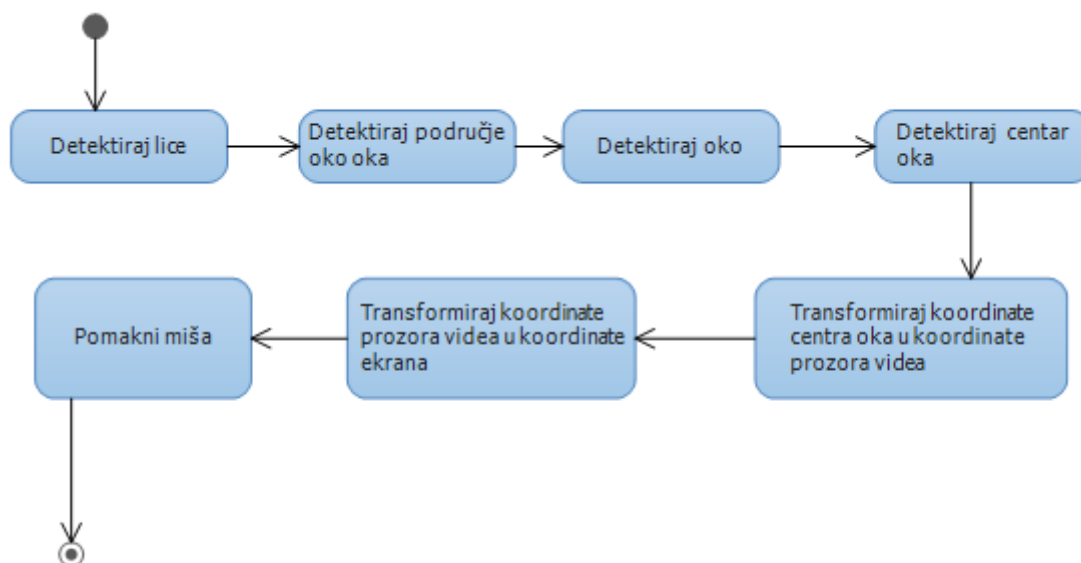 Detektiraj lice
Detektiraj područje
oko oka
Detektiraj oko
Detektiraj centar
oka
Transformiraj koordinate
centra oka u koordinate
prozora videa
Transformiraj koordinate
prozora videa u koordinate
ekrana
Pomakni miša